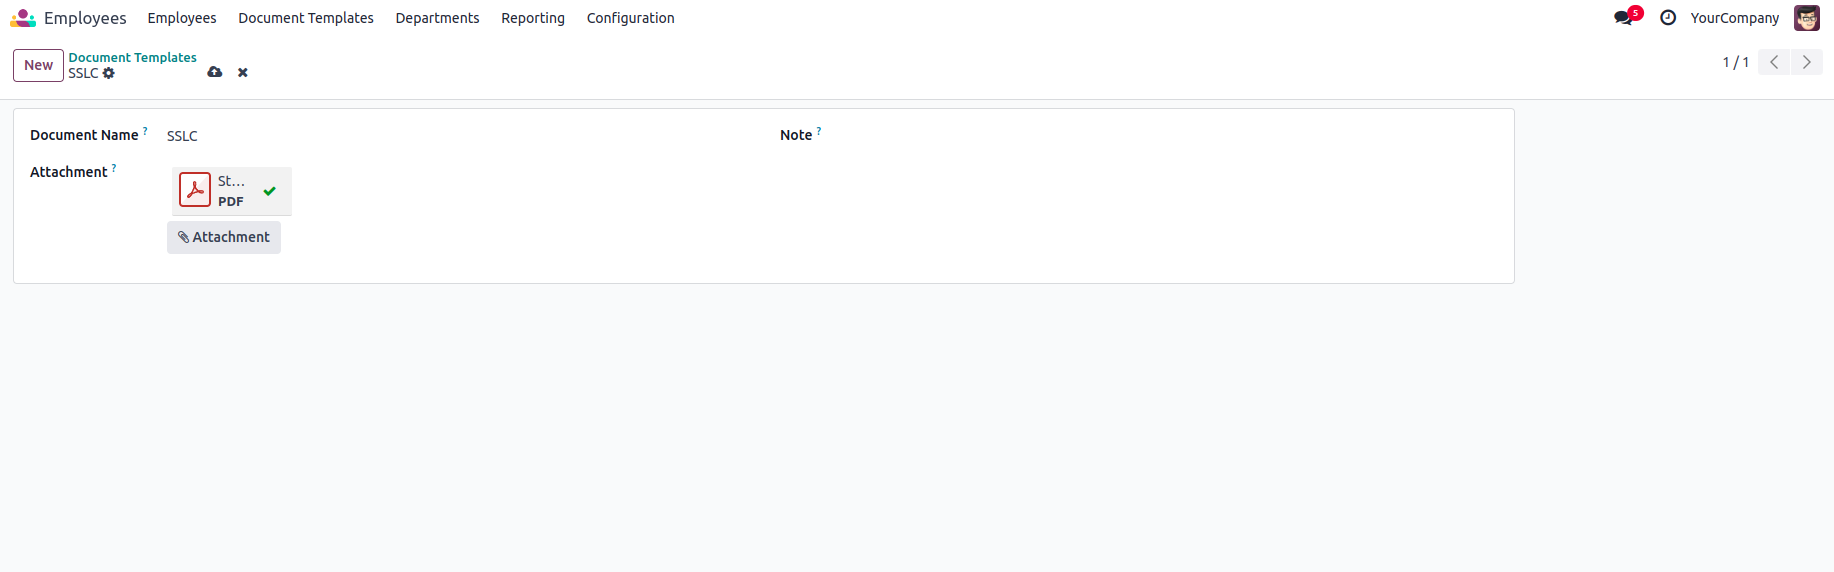 Employees Employees Document Templates Departments Reporting Configuration 5 YourCompany
New Document Templates
SSLC
1 / 1
Document Name ? SSLC
Note ?
Attachment ?
St...
PDF
Attachment